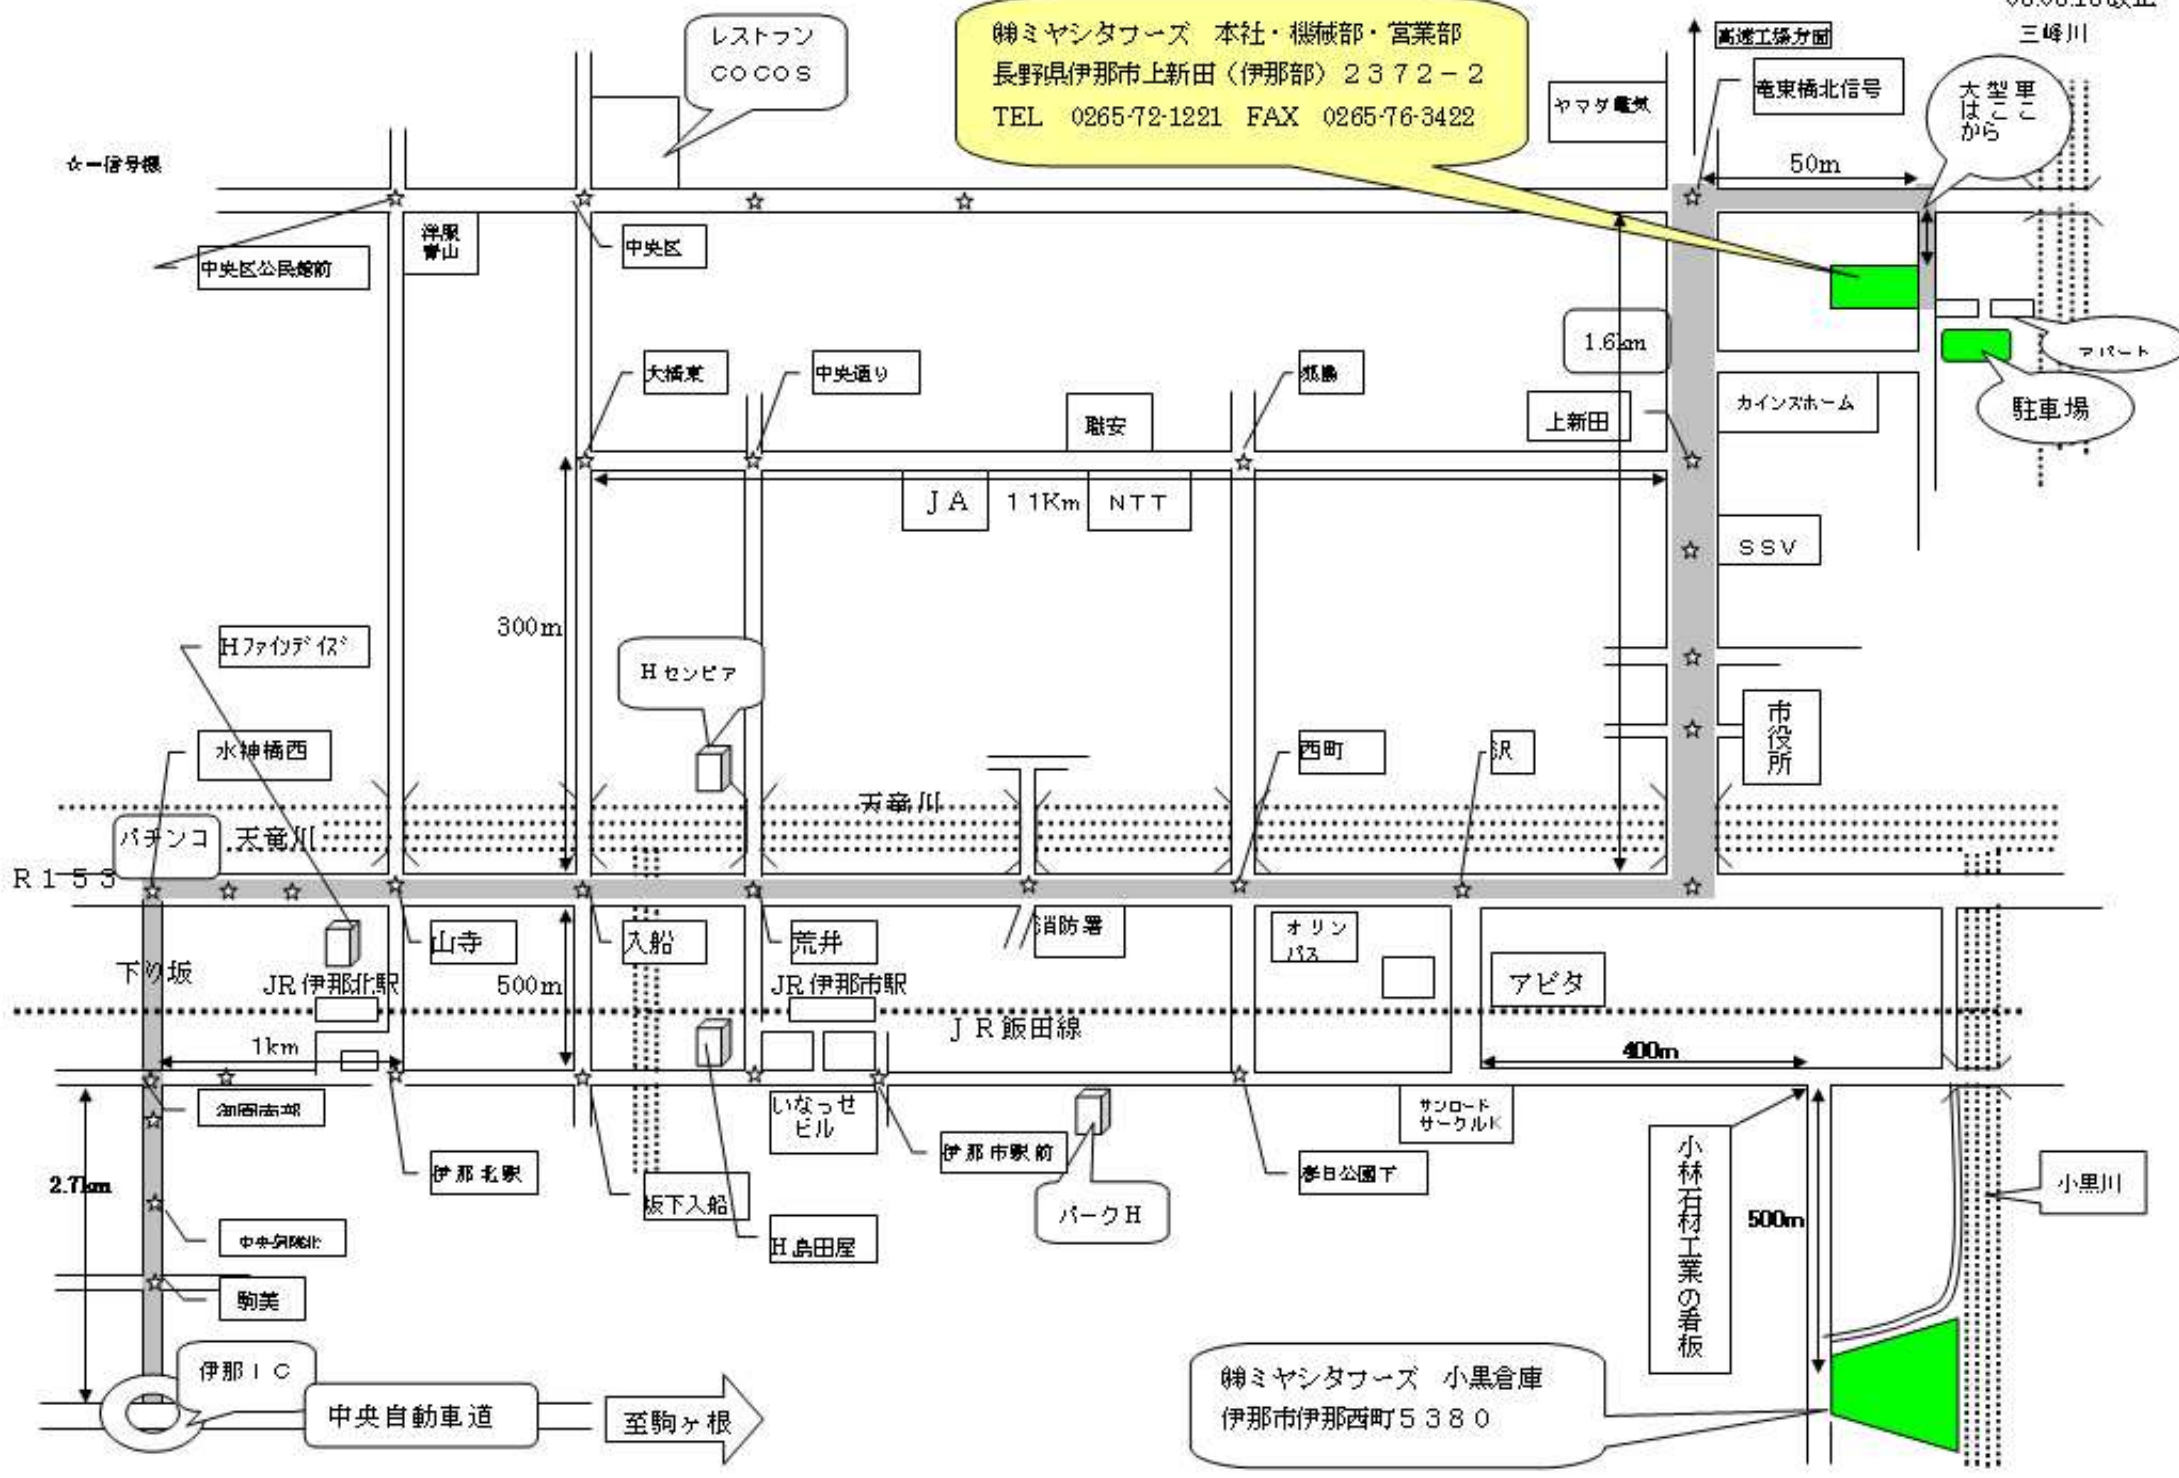 三峰川
レストラン
ＣＯＣＯＳ
㈱ミヤシタフーズ　本社・機械部・営業部
長野県伊那市上新田（伊那部）２３７２－２
TEL　0265-72-1221　FAX　0265-76-3422
ヤマダ電気
竜東橋北信号
大型車
はここ
から
☆－信号機
50m
洋服
青山
中央区
中央区公民館前
1.6km
アパート
駐車場
大橋東
中央通り
狐島
職安
上新田
カインズホーム
ＪＡ
１１Km
ＮＴＴ
ＳＳＶ
300m
Hファインデイズ
Hセンピア
水神橋西
西町
沢
市役所
天竜川
パチンコ
天竜川
Ｒ１５３
山寺
入船
荒井
消防署
オリン
パス
下り坂
JR伊那北駅
500m
JR伊那市駅
アピタ
ＪＲ飯田線
1km
400m
いなっせ
ビル
サンロード
サークルK
伊那北駅
伊那市駅前
春日公園下
小林石材工業の看板
小黒川
2.7km
坂下入船
パークH
500m
H島田屋
駒美
伊那ＩＣ
中央自動車道
至駒ヶ根
㈱ミヤシタフーズ　小黒倉庫
伊那市伊那西町５３８０